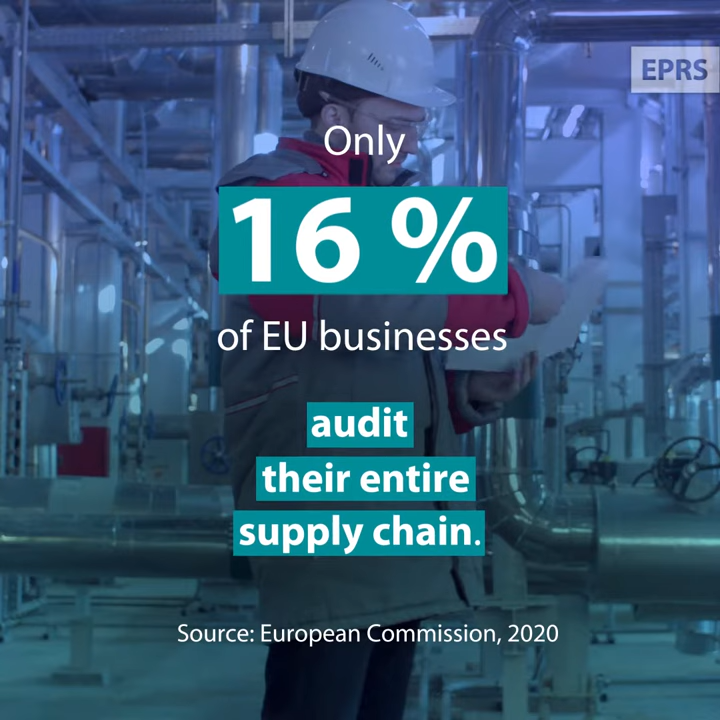 EPRS
Only
16 %
of EU businesses
audit
their entire
supply chain.
Source: European Commission, 2020